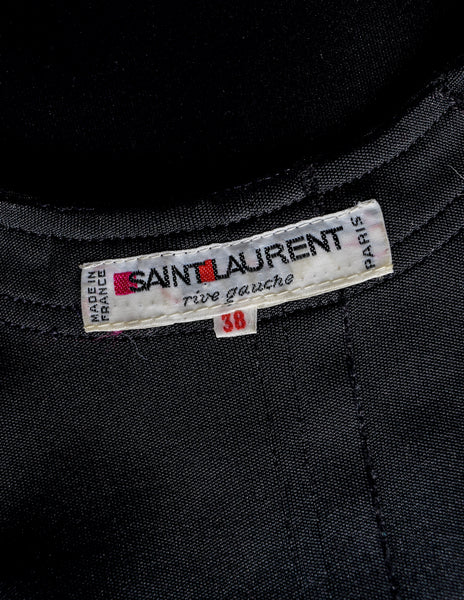 MADE IN
FRANCE
SAINT LAURENT
rive gauche
PARIS
38